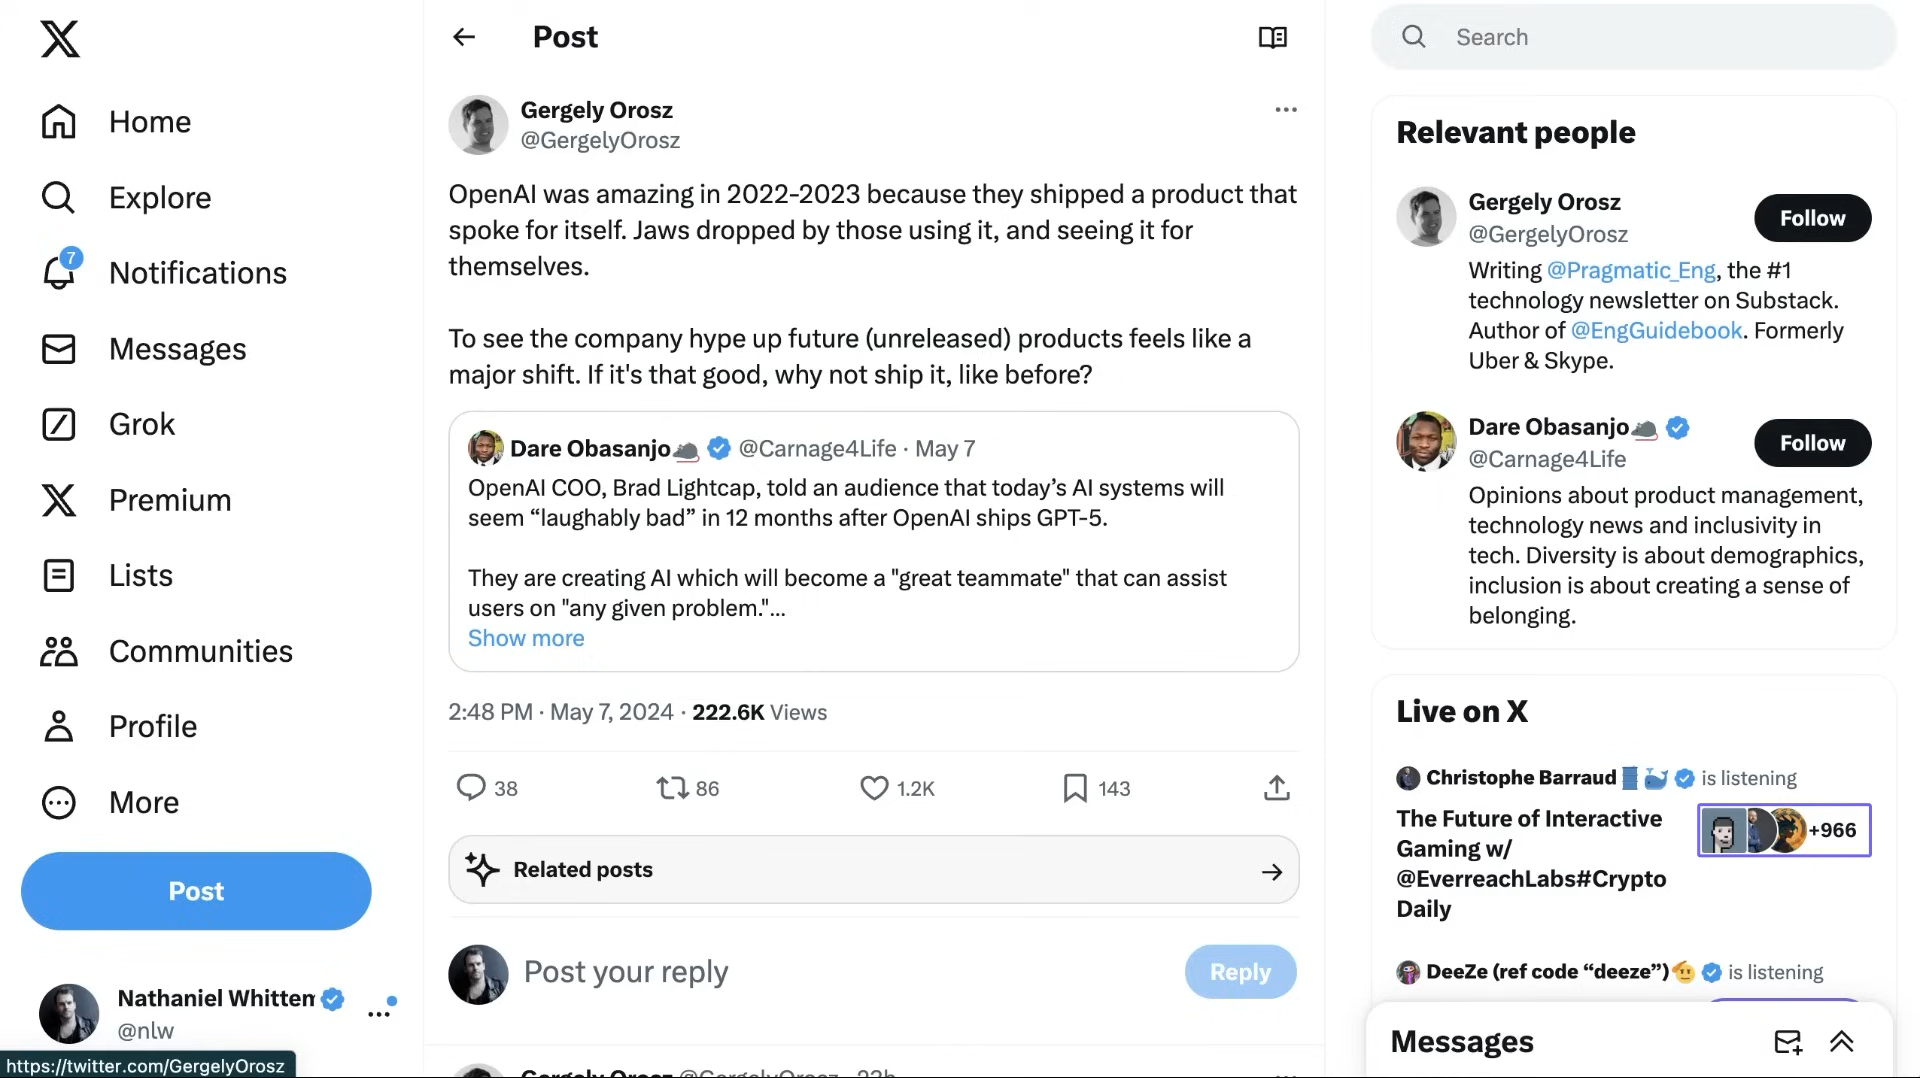 Home
Explore
7
Notifications
Messages
Grok
Premium
Lists
Communities
Profile
More
Post
Nathaniel Whitten
@nlw
https://twitter.com/GergelyOrosz
Post
Gergely Orosz
@GergelyOrosz
OpenAI was amazing in 2022-2023 because they shipped a product that
spoke for itself. Jaws dropped by those using it, and seeing it for
themselves.
To see the company hype up future (unreleased) products feels like a
major shift. If it's that good, why not ship it, like before?
Dare Obasanjo @Carnage4Life · May 7
OpenAI COO, Brad Lightcap, told an audience that today’s AI systems will
seem “laughably bad” in 12 months after OpenAI ships GPT-5.
They are creating AI which will become a "great teammate" that can assist
users on "any given problem."...
Show more
2:48 PM · May 7, 2024 · 222.6K Views
38 86 1.2K 143
Related posts
Post your reply
Reply
Gergely Orosz @GergelyOrosz · 23h
Search
Relevant people
Gergely Orosz
@GergelyOrosz
Follow
Writing @Pragmatic_Eng, the #1
technology newsletter on Substack.
Author of @EngGuidebook. Formerly
Uber & Skype.
Dare Obasanjo
@Carnage4Life
Follow
Opinions about product management,
technology news and inclusivity in
tech. Diversity is about demographics,
inclusion is about creating a sense of
belonging.
Live on X
Christophe Barraud is listening
The Future of Interactive
Gaming w/
@EverreachLabs#Crypto
Daily
+966
DeeZe (ref code “deeze”) is listening
Messages